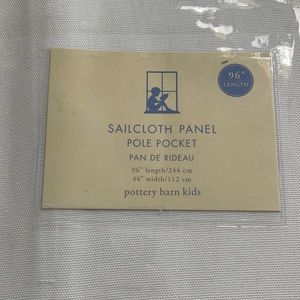 96"
LENGTH
SAILCLOTH PANEL
POLE POCKET
PAN DE RIDEAU
96" length/244 cm
44" width/112 cm
pottery barn kids